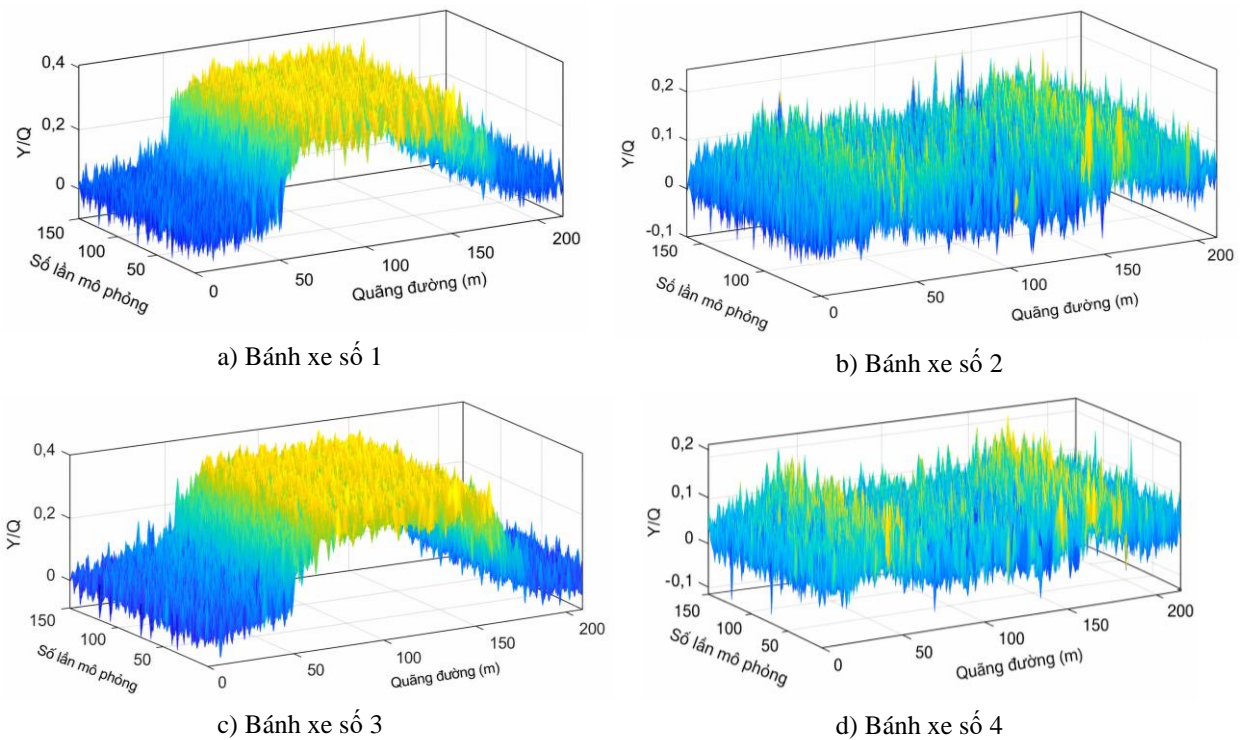 0,4
0,2
0
Y/Q
150
100
50
Số lần mô phỏng
0
50
100
150
200
Quãng đường (m)
a) Bánh xe số 1
0,2
0,1
0
-0.1
Y/Q
150
100
Số lần mô phỏng
0
50
100
150
200
Quãng đường (m)
b) Bánh xe số 2
0,4
0,2
0
Y/Q
150
100
50
Số lần mô phỏng
0
50
100
150
200
Quãng đường (m)
c) Bánh xe số 3
0,2
0,1
0
-0,1
Y/Q
150
100
50
Số lần mô phỏng
0
50
100
150
200
Quãng đường (m)
d) Bánh xe số 4